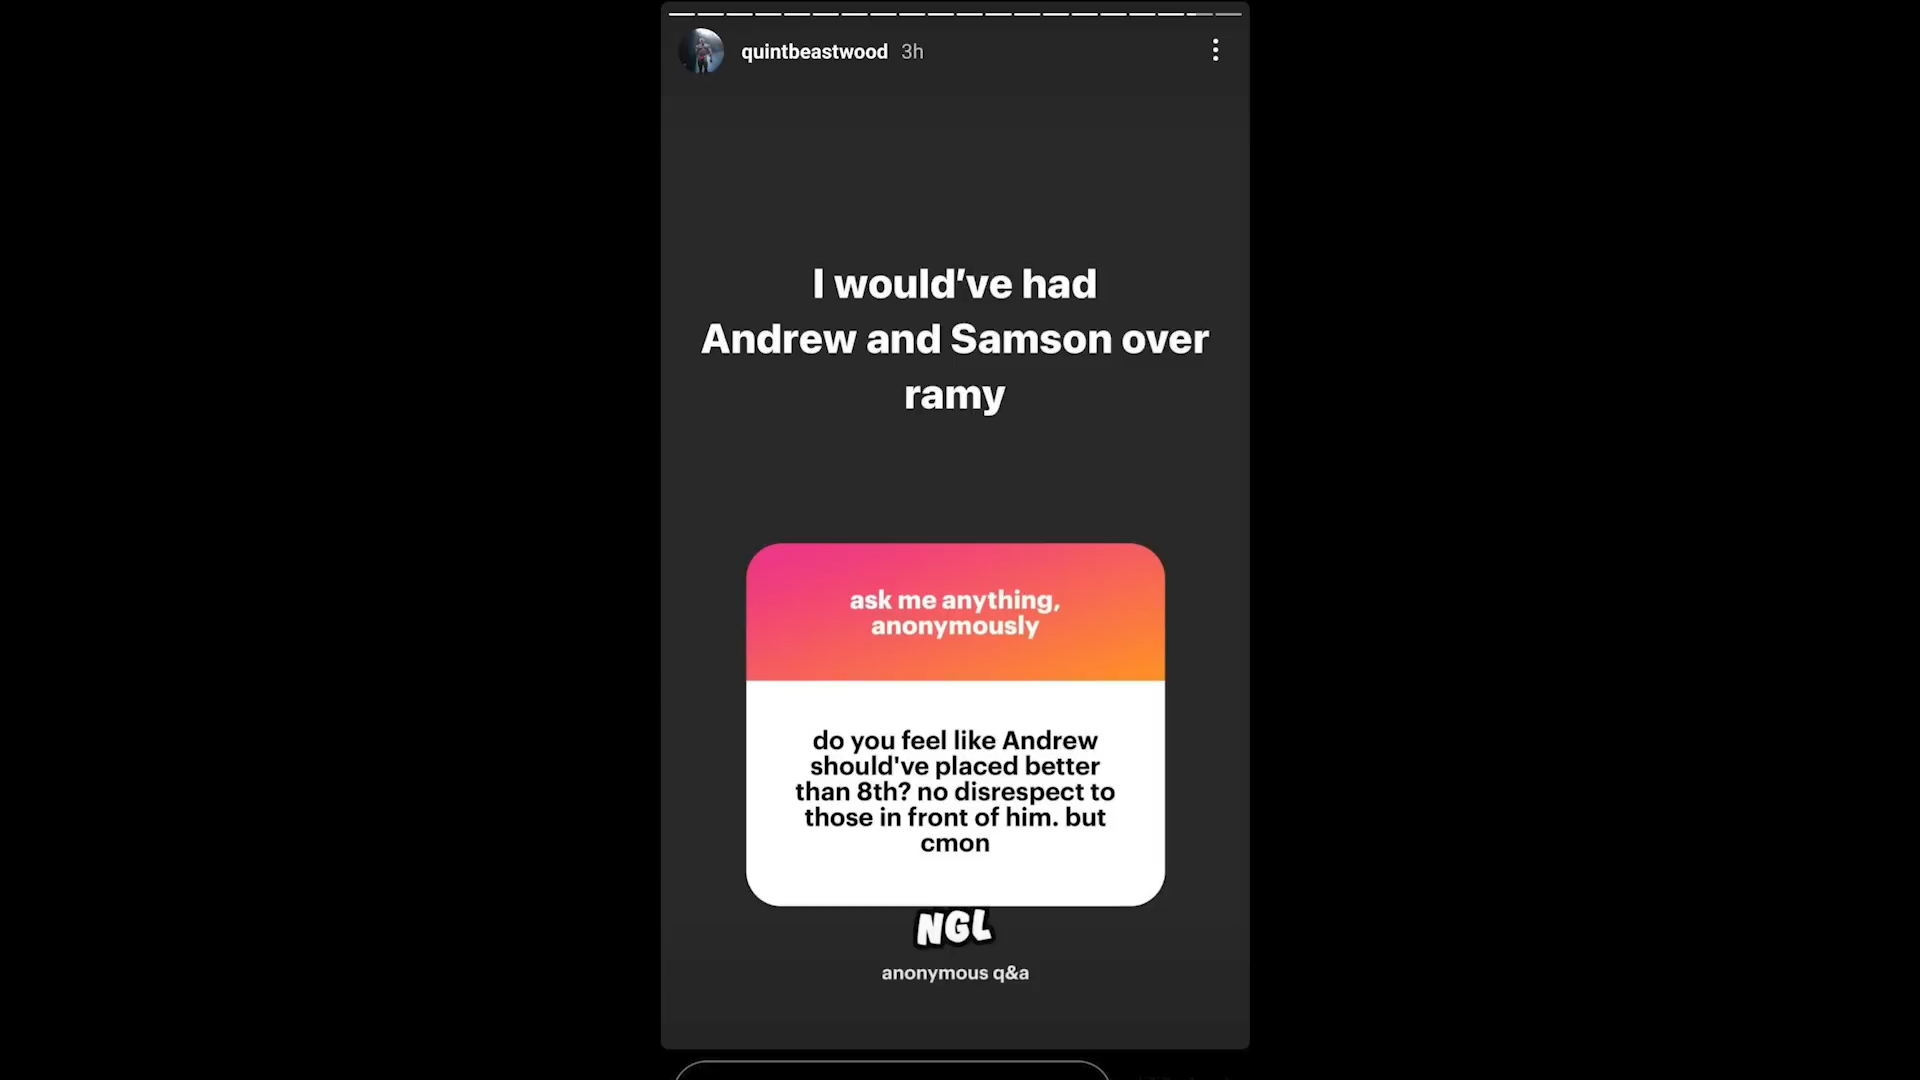 quintbeastwood 3h
I would’ve had
Andrew and Samson over
ramy
ask me anything,
anonymously
do you feel like Andrew
should've placed better
than 8th? no disrespect to
those in front of him. but
cmon
NGL
anonymous q&a